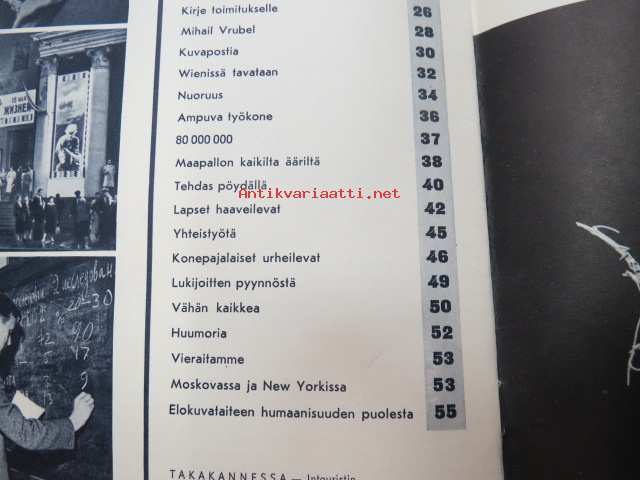 Kirje toimitukselle 26
Mihail Vrubel 28
Kuvapostia 30
Wienissä tavataan 32
Nuoruus 34
Ampuva työkone 36
80 000 000 37
Maapallon kaikilta ääriltä 38
Tehdas pöydällä 40
Antikvariaatti.net
Lapset haaveilevat 42
Yhteistyötä 45
Konepajalaiset urheilevat 46
Lukijoitten pyynnöstä 49
Vähän kaikkea 50
Huumoria 52
Vieraitamme 53
Moskovassa ja New Yorkissa 53
Elokuvataiteen humaanisuuden puolesta 55
TAKAKANNESSA — Intouristin